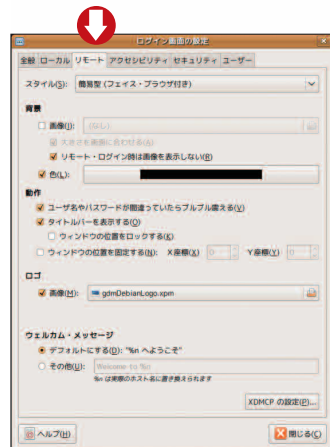 ログイン画面の設定
全般 ローカル リモート アクセシビリティ セキュリティ ユーザー
スタイル(S): 簡易型 (フェイス・ブラウザ付き)
背景
画像(I): (なし)
大きさを画面に合わせる(A)
リモート・ログイン時は画像を表示しない(R)
色(L):
動作
ユーザ名やパスワードが間違っていたらブルブル震える(V)
タイトルバーを表示する(O)
ウィンドウの位置をロックする(K)
ウィンドウの位置を固定する(N): X座標(X) 0 Y座標(Y) 0
ロゴ
画像(M): gdmDebianLogo.xpm
ウェルカム・メッセージ
デフォルトにする(D): "%n へようこそ"
その他(U): Welcome to %n
%n は実際のホスト名に置き換えられます
XDMCP の設定(P)...
ヘルプ(H) 閉じる(C)